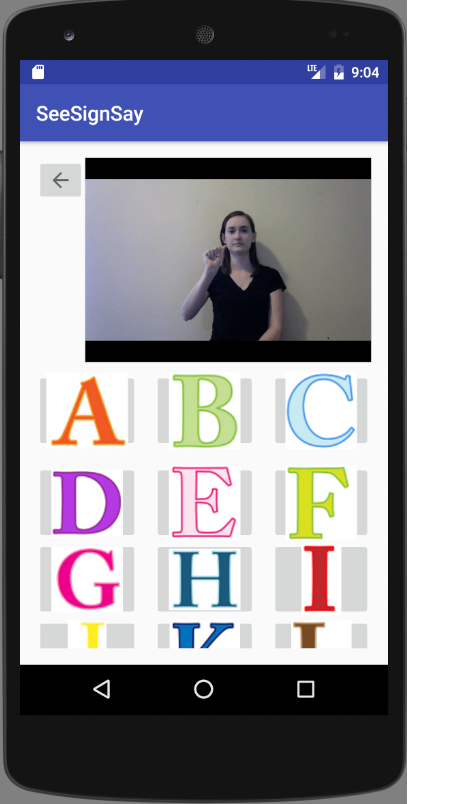 LTE 9:04
SeeSignSay
A B C
D E F
G H I
J K L